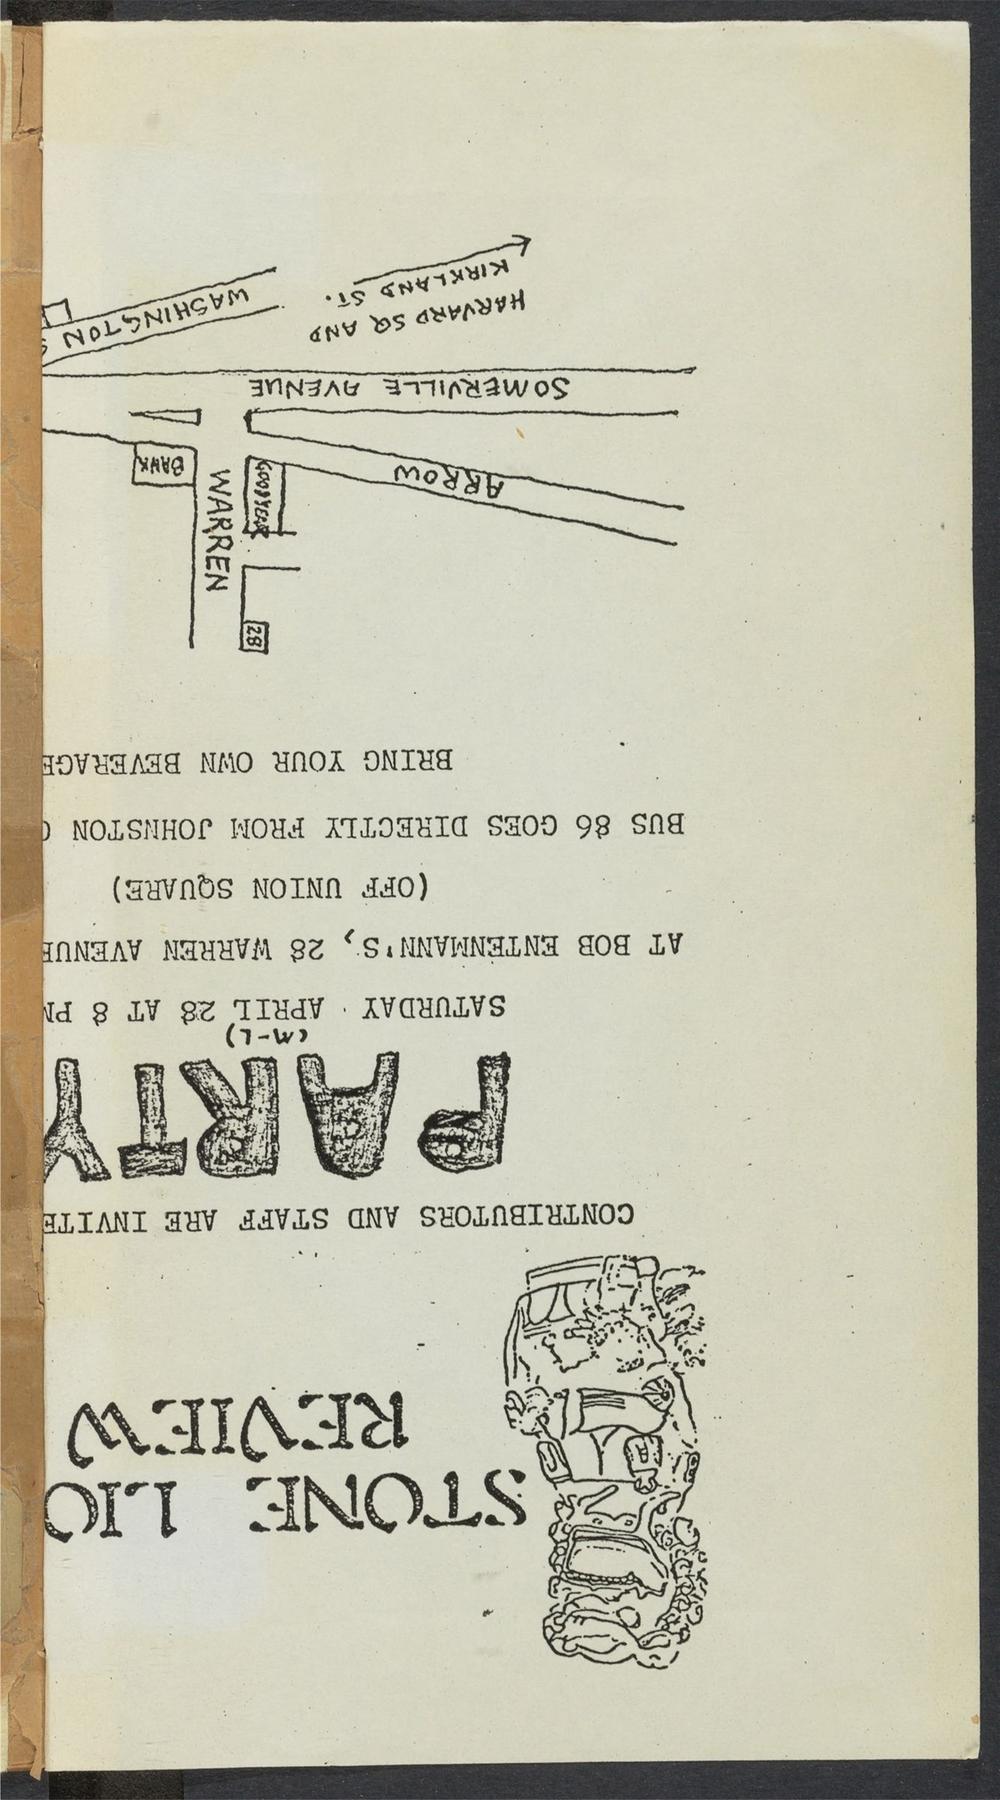 STONE LIO
REVIEW
CONTRIBUTORS AND STAFF ARE INVITE
PARTY
(M-L)
SATURDAY APRIL 28 AT 8 PM
AT BOB ENTENMANN'S, 28 WARREN AVENUE
(OFF UNION SQUARE)
BUS 86 GOES DIRECTLY FROM JOHNSTON
BRING YOUR OWN BEVERAGE
28
WARREN
GOODYEAR
BANK
ARROW
SOMERVILLE AVENUE
HARVARD SQ AND
KIRKLAND ST.
WASHINGTON S